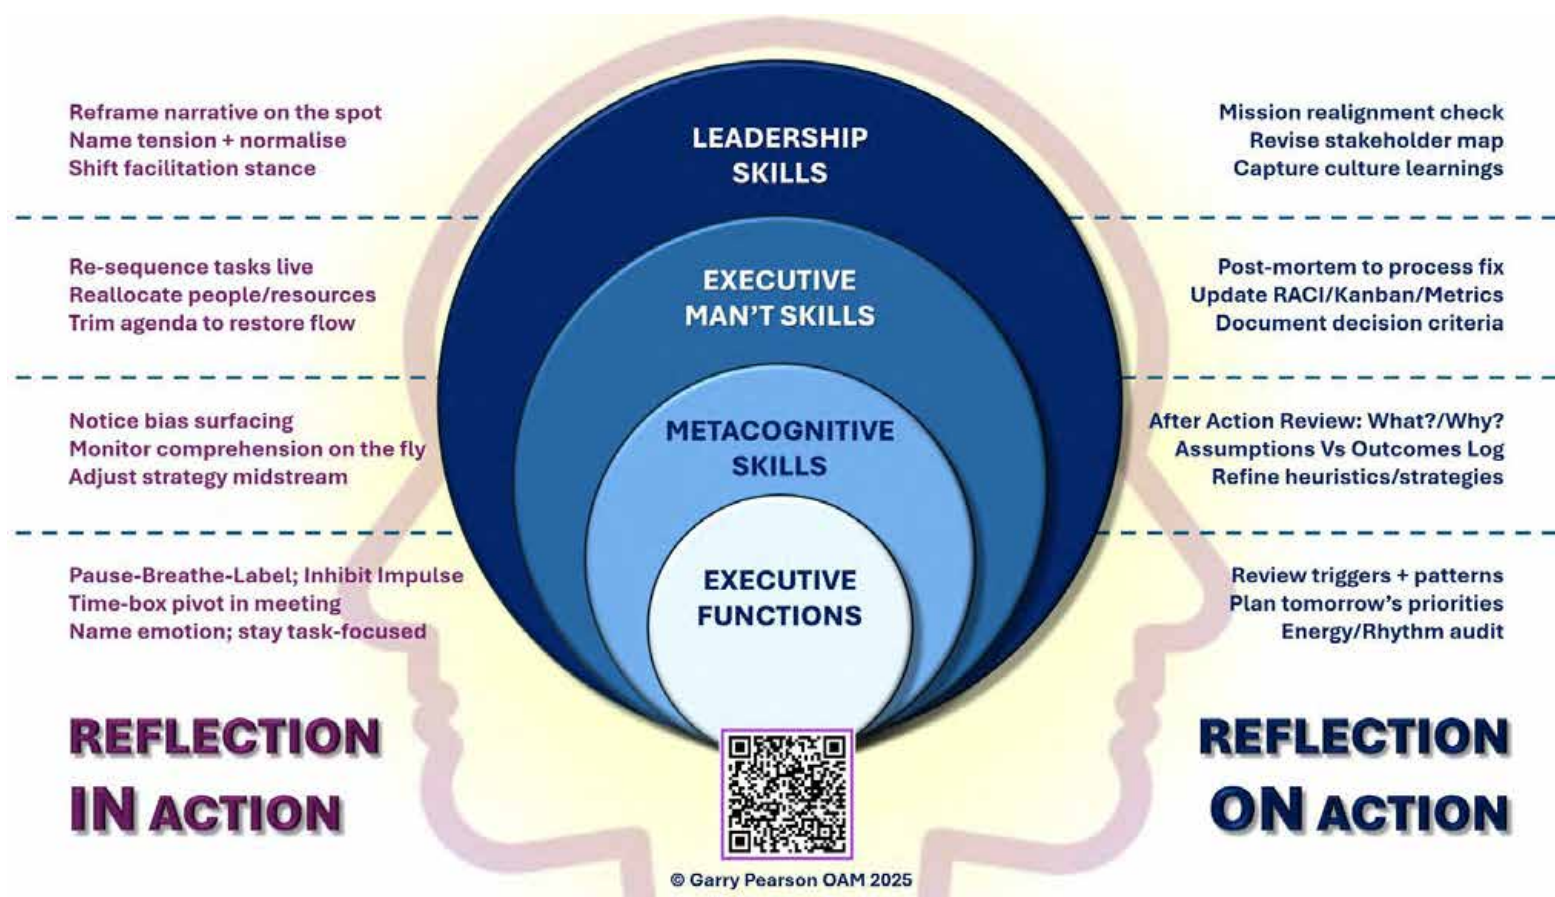 Reframe narrative on the spot
Name tension + normalise
Shift facilitation stance
LEADERSHIP
SKILLS
Mission realignment check
Revise stakeholder map
Capture culture learnings
Re-sequence tasks live
Reallocate people/resources
Trim agenda to restore flow
EXECUTIVE
MAN'T SKILLS
Post-mortem to process fix
Update RACI/Kanban/Metrics
Document decision criteria
Notice bias surfacing
Monitor comprehension on the fly
Adjust strategy midstream
METACOGNITIVE
SKILLS
After Action Review: What?/Why?
Assumptions Vs Outcomes Log
Refine heuristics/strategies
Pause-Breathe-Label; Inhibit Impulse
Time-box pivot in meeting
Name emotion; stay task-focused
EXECUTIVE
FUNCTIONS
Review triggers + patterns
Plan tomorrow's priorities
Energy/Rhythm audit
REFLECTION
IN ACTION
REFLECTION
ON ACTION
© Garry Pearson OAM 2025